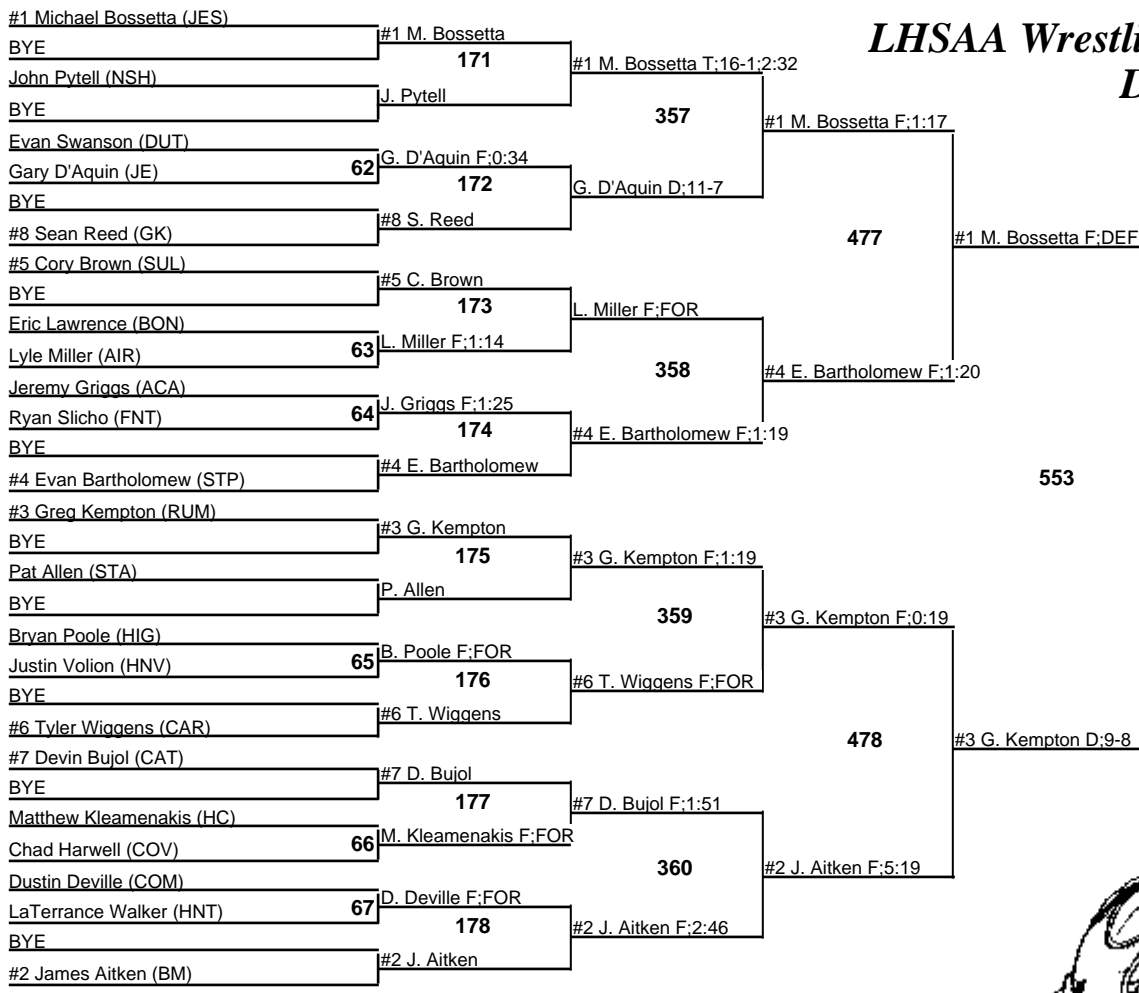 #1 Michael Bossetta (JES)
BYE
John Pytell (NSH)
BYE
Evan Swanson (DUT)
Gary D'Aquin (JE)
BYE
#8 Sean Reed (GK)
#5 Cory Brown (SUL)
BYE
Eric Lawrence (BON)
Lyle Miller (AIR)
Jeremy Griggs (ACA)
Ryan Slicho (FNT)
BYE
#4 Evan Bartholomew (STP)
#3 Greg Kempton (RUM)
BYE
Pat Allen (STA)
BYE
Bryan Poole (HIG)
Justin Volion (HNV)
BYE
#6 Tyler Wiggens (CAR)
#7 Devin Bujol (CAT)
BYE
Matthew Kleamenakis (HC)
Chad Harwell (COV)
Dustin Deville (COM)
LaTerrance Walker (HNT)
BYE
#2 James Aitken (BM)
62
63
64
65
66
67
#1 M. Bossetta
171
J. Pytell
G. D'Aquin F;0:34
172
#8 S. Reed
#5 C. Brown
173
L. Miller F;1:14
J. Griggs F;1:25
174
#4 E. Bartholomew
#3 G. Kempton
175
P. Allen
B. Poole F;FOR
176
#6 T. Wiggens
#7 D. Bujol
177
M. Kleamenakis F;FOR
D. Deville F;FOR
178
#2 J. Aitken
#1 M. Bossetta T;16-1;2:32
357
G. D'Aquin D;11-7
L. Miller F;FOR
358
#4 E. Bartholomew F;1:19
#3 G. Kempton F;1:19
359
#6 T. Wiggens F;FOR
#7 D. Bujol F;1:51
360
#2 J. Aitken F;2:46
#1 M. Bossetta F;1:17
477
#4 E. Bartholomew F;1:20
#3 G. Kempton F;0:19
478
#2 J. Aitken F;5:19
#1 M. Bossetta F;DEF
553
#3 G. Kempton D;9-8
LHSAA Wrestli
D